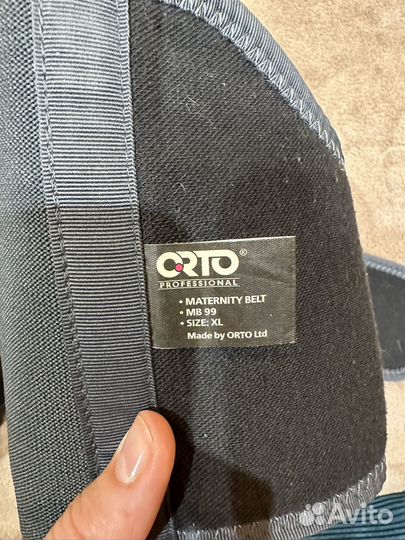 ORTO®
PROFESSIONAL
• MATERNITY BELT
• MB 99
• SIZE: XL
Made by ORTO Ltd
Avito